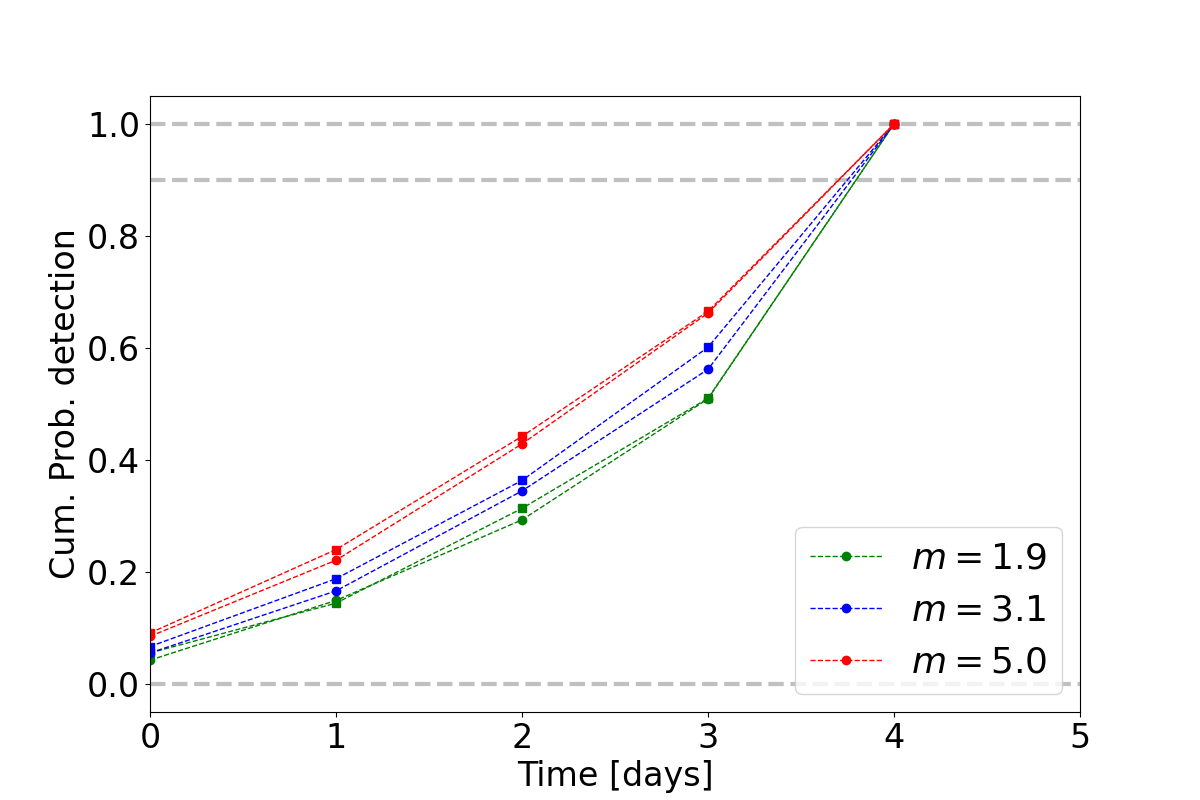 Cum. Prob. detection
1.0
0.8
0.6
0.4
0.2
0.0
m = 1.9
m = 3.1
m = 5.0
0 1 2 3 4 5
Time [days]